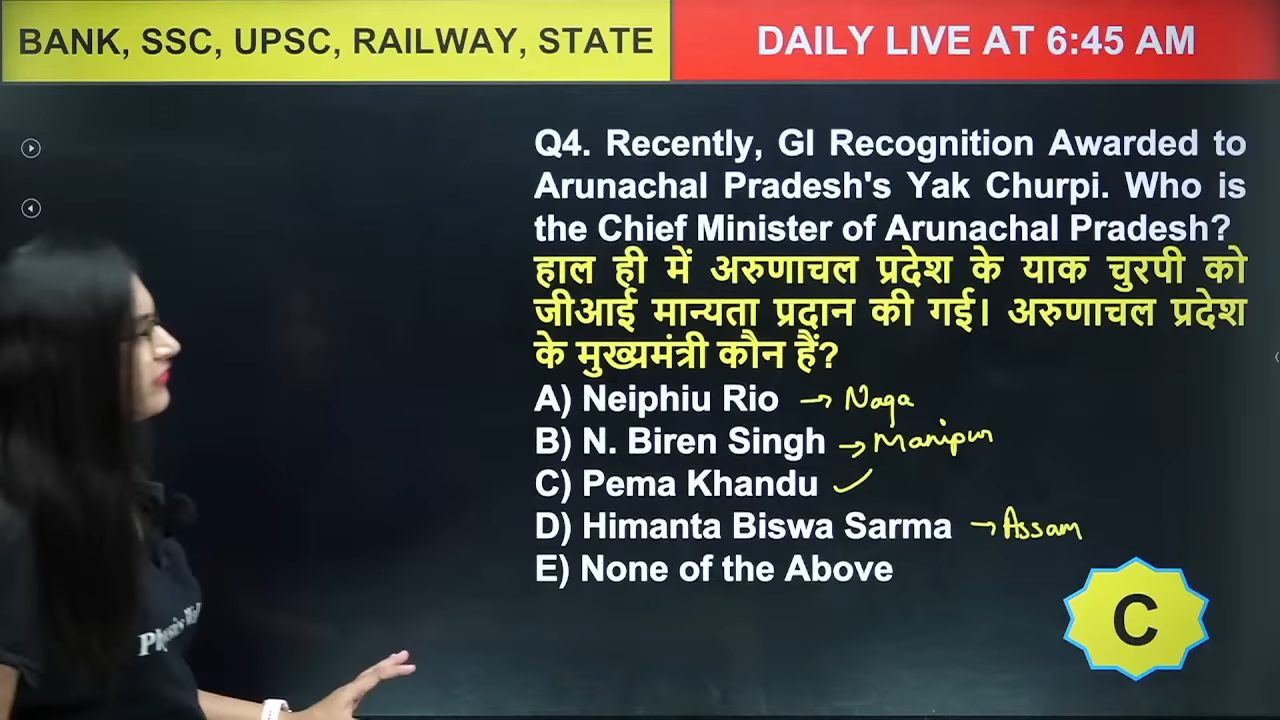 BANK, SSC, UPSC, RAILWAY, STATE
DAILY LIVE AT 6:45 AM
Q4. Recently, GI Recognition Awarded to
Arunachal Pradesh's Yak Churpi. Who is
the Chief Minister of Arunachal Pradesh?
हाल ही में अरुणाचल प्रदेश के याक चुरपी को
जीआई मान्यता प्रदान की गई। अरुणाचल प्रदेश
के मुख्यमंत्री कौन हैं?
A) Neiphiu Rio → Naga
B) N. Biren Singh → Manipur
C) Pema Khandu ✓
D) Himanta Biswa Sarma → Assam
E) None of the Above
C